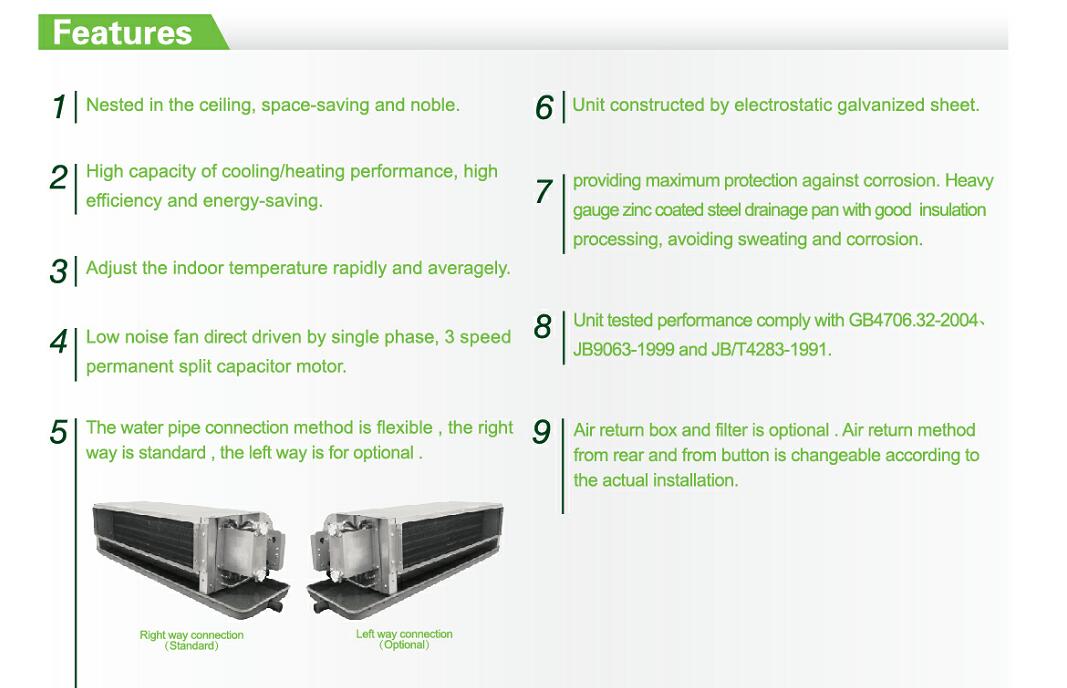 Features
1 Nested in the ceiling, space-saving and noble.
2 High capacity of cooling/heating performance, high
efficiency and energy-saving.
3 Adjust the indoor temperature rapidly and averagely.
4 Low noise fan direct driven by single phase, 3 speed
permanent split capacitor motor.
5 The water pipe connection method is flexible , the right
way is standard , the left way is for optional .
Right way connection
(Standard)
Left way connection
(Optional)
6 Unit constructed by electrostatic galvanized sheet.
7 providing maximum protection against corrosion. Heavy
gauge zinc coated steel drainage pan with good insulation
processing, avoiding sweating and corrosion.
8 Unit tested performance comply with GB4706.32-2004、
JB9063-1999 and JB/T4283-1991.
9 Air return box and filter is optional . Air return method
from rear and from button is changeable according to
the actual installation.